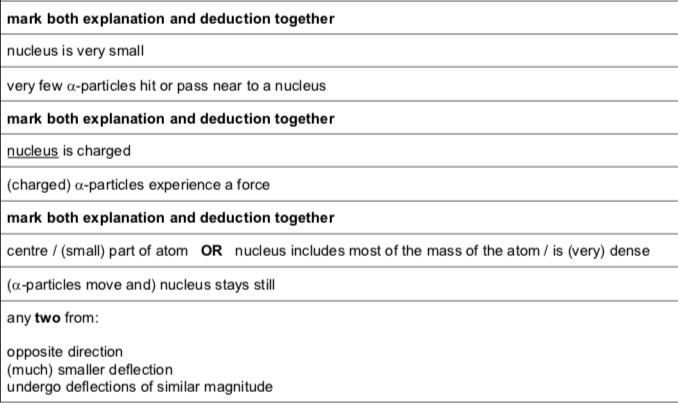 mark both explanation and deduction together
nucleus is very small
very few α-particles hit or pass near to a nucleus
mark both explanation and deduction together
nucleus is charged
(charged) α-particles experience a force
mark both explanation and deduction together
centre / (small) part of atom OR nucleus includes most of the mass of the atom / is (very) dense
(α-particles move and) nucleus stays still
any two from:
opposite direction
(much) smaller deflection
undergo deflections of similar magnitude